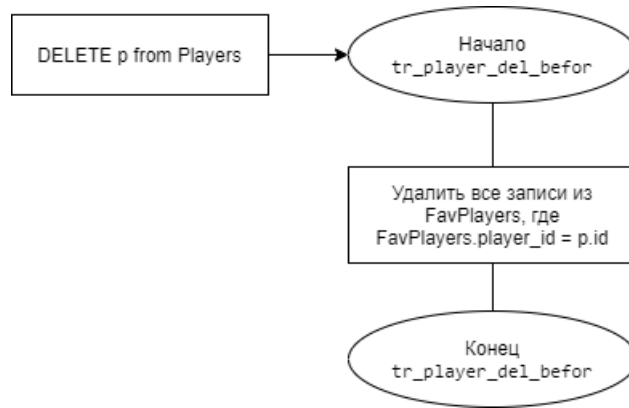 DELETE p from Players
Начало
tr_player_del_befor
Удалить все записи из
FavPlayers, где
FavPlayers.player_id = p.id
Конец
tr_player_del_befor